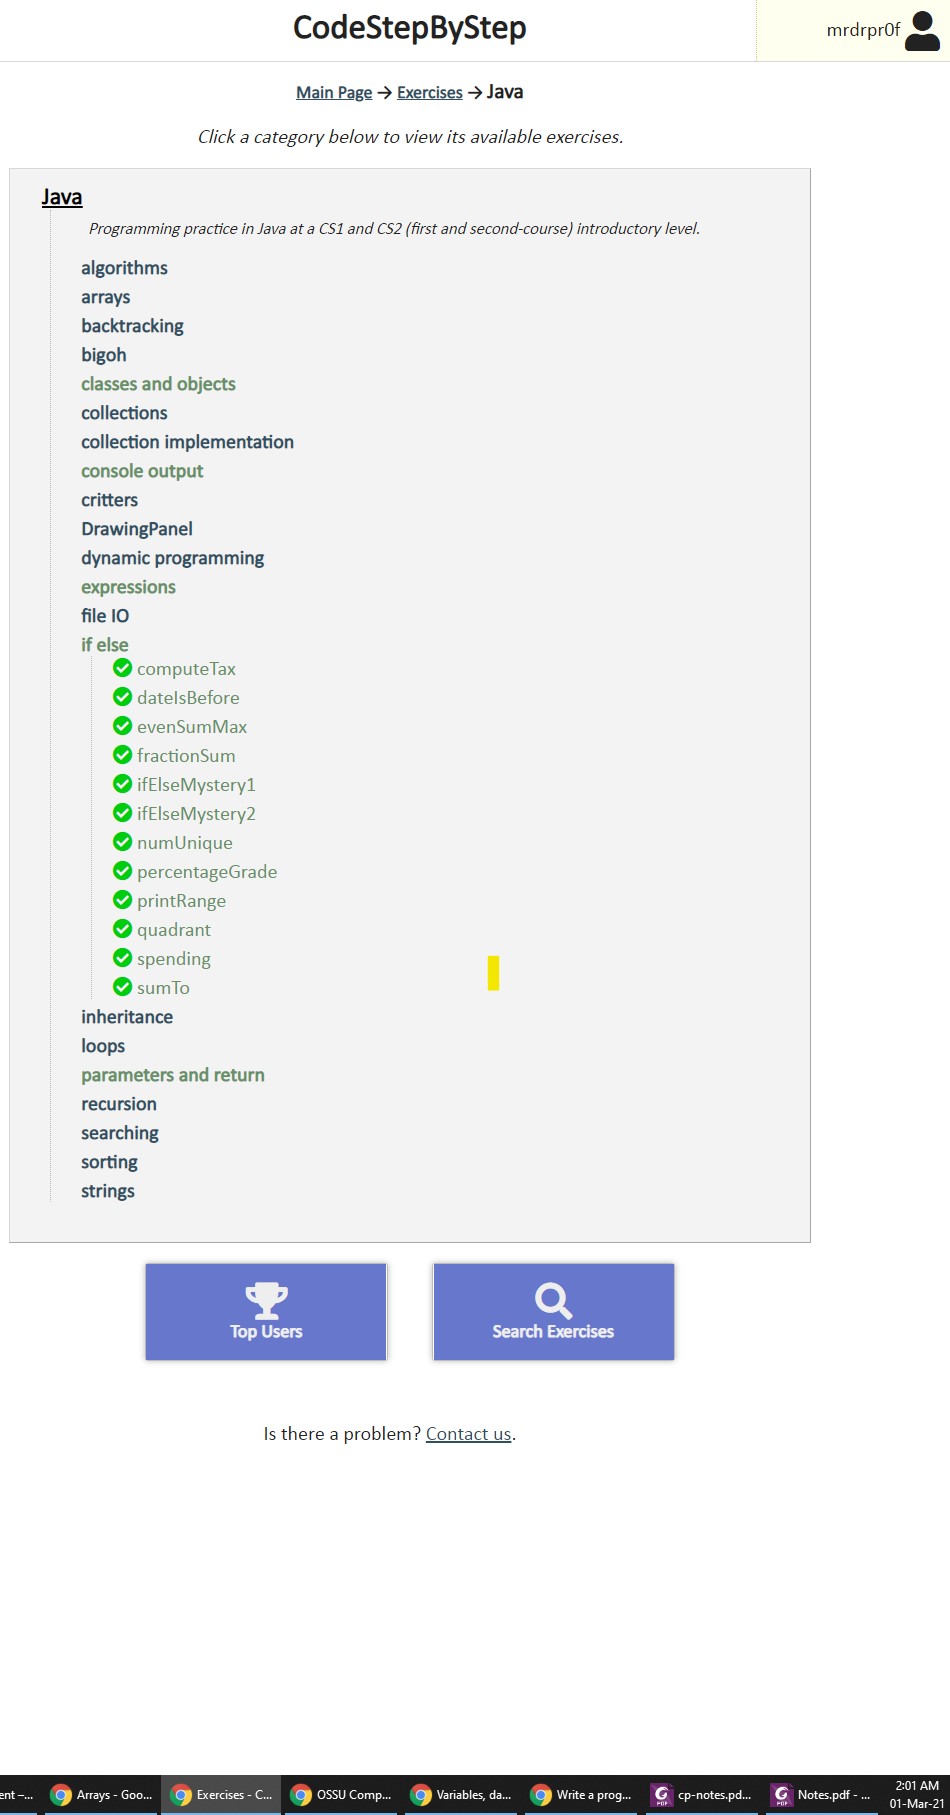 CodeStepByStep
mrdrpr0f
Main Page → Exercises → Java
Click a category below to view its available exercises.
Java
Programming practice in Java at a CS1 and CS2 (first and second-course) introductory level.
algorithms
arrays
backtracking
bigoh
classes and objects
collections
collection implementation
console output
critters
DrawingPanel
dynamic programming
expressions
file IO
if else
computeTax
dateIsBefore
evenSumMax
fractionSum
ifElseMystery1
ifElseMystery2
numUnique
percentageGrade
printRange
quadrant
spending
sumTo
inheritance
loops
parameters and return
recursion
searching
sorting
strings
Top Users
Search Exercises
Is there a problem? Contact us.
ent –... Arrays - Goo... Exercises - C... OSSU Comp... Variables, da... Write a prog... cp-notes.pd... Notes.pdf - ... 2:01 AM
01-Mar-21